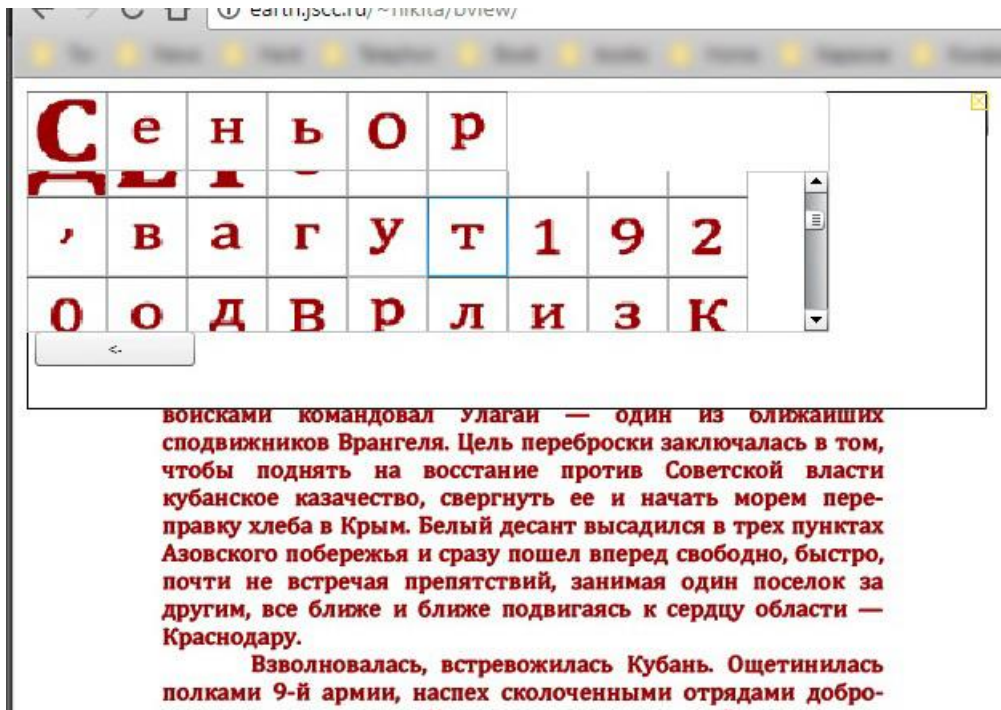 earth.jscc.ru/~nikita/bview/
С е н ь О р
, в а г у т 1 9 2
0 о д В р л и з К
<-
войсками командовал Улагай — один из ближайших
сподвижников Врангеля. Цель переброски заключалась в том,
чтобы поднять на восстание против Советской власти
кубанское казачество, свергнуть ее и начать морем пере-
правку хлеба в Крым. Белый десант высадился в трех пунктах
Азовского побережья и сразу пошел вперед свободно, быстро,
почти не встречая препятствий, занимая один поселок за
другим, все ближе и ближе подвигаясь к сердцу области —
Краснодару.
Взволновалась, встревожилась Кубань. Ощетинилась
полками 9-й армии, наспех сколоченными отрядами добро-